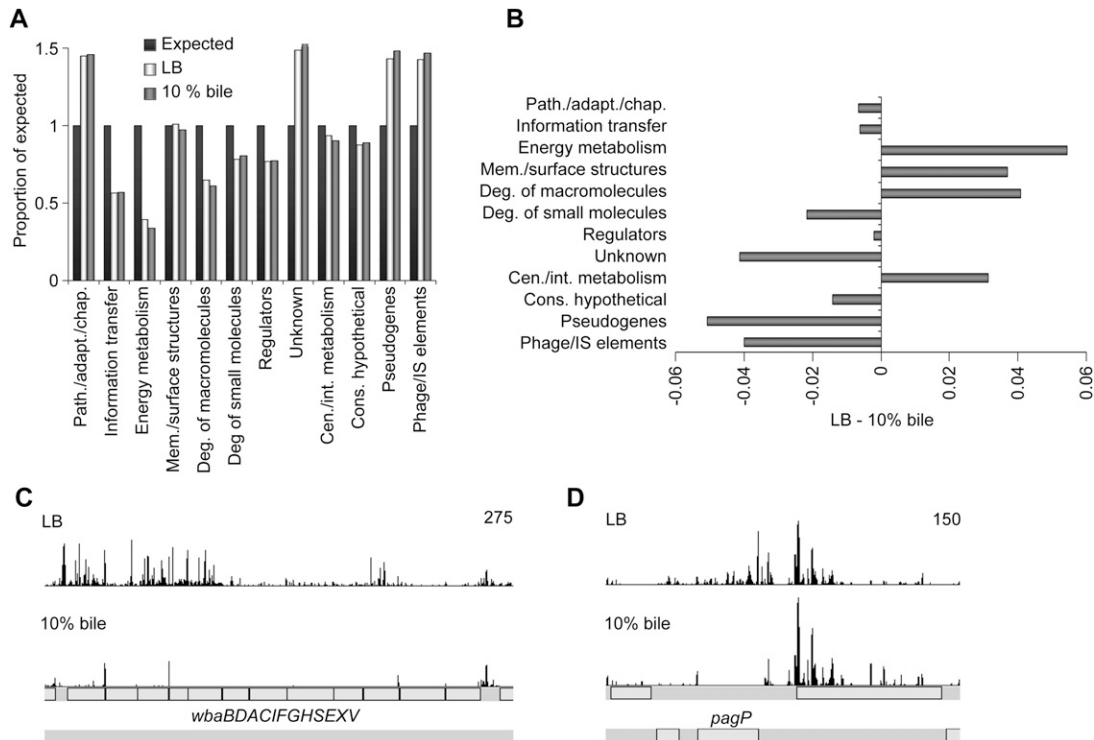 A
Proportion of expected
1.5
1
0.5
0
Expected
LB
10 % bile
Path./adapt./chap.
Information transfer
Energy metabolism
Mem./surface structures
Deg. of macromolecules
Deg of small molecules
Regulators
Unknown
Cen./int. metabolism
Cons. hypothetical
Pseudogenes
Phage/IS elements
B
Path./adapt./chap.
Information transfer
Energy metabolism
Mem./surface structures
Deg. of macromolecules
Deg. of small molecules
Regulators
Unknown
Cen./int. metabolism
Cons. hypothetical
Pseudogenes
Phage/IS elements
-0.06
-0.04
-0.02
0
0.02
0.04
0.06
LB - 10% bile
C
LB
275
10% bile
wbaBDACIFGHSEXV
D
LB
150
10% bile
pagP